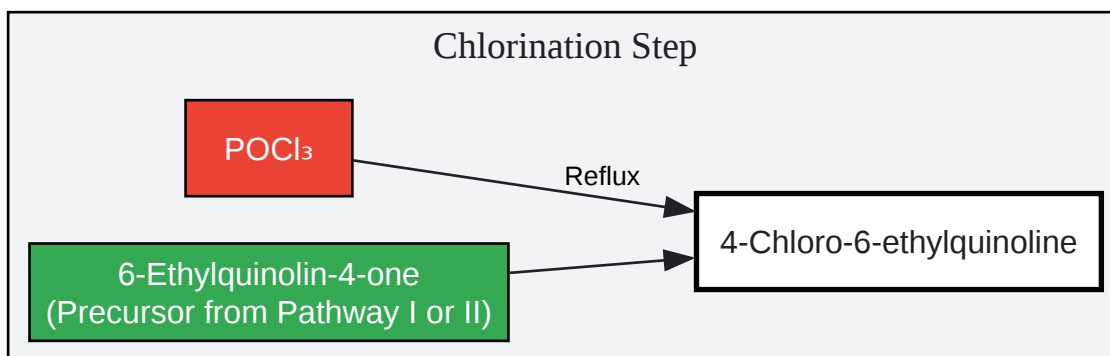 Chlorination Step
POCl₃
Reflux
6-Ethylquinolin-4-one
(Precursor from Pathway I or II)
4-Chloro-6-ethylquinoline